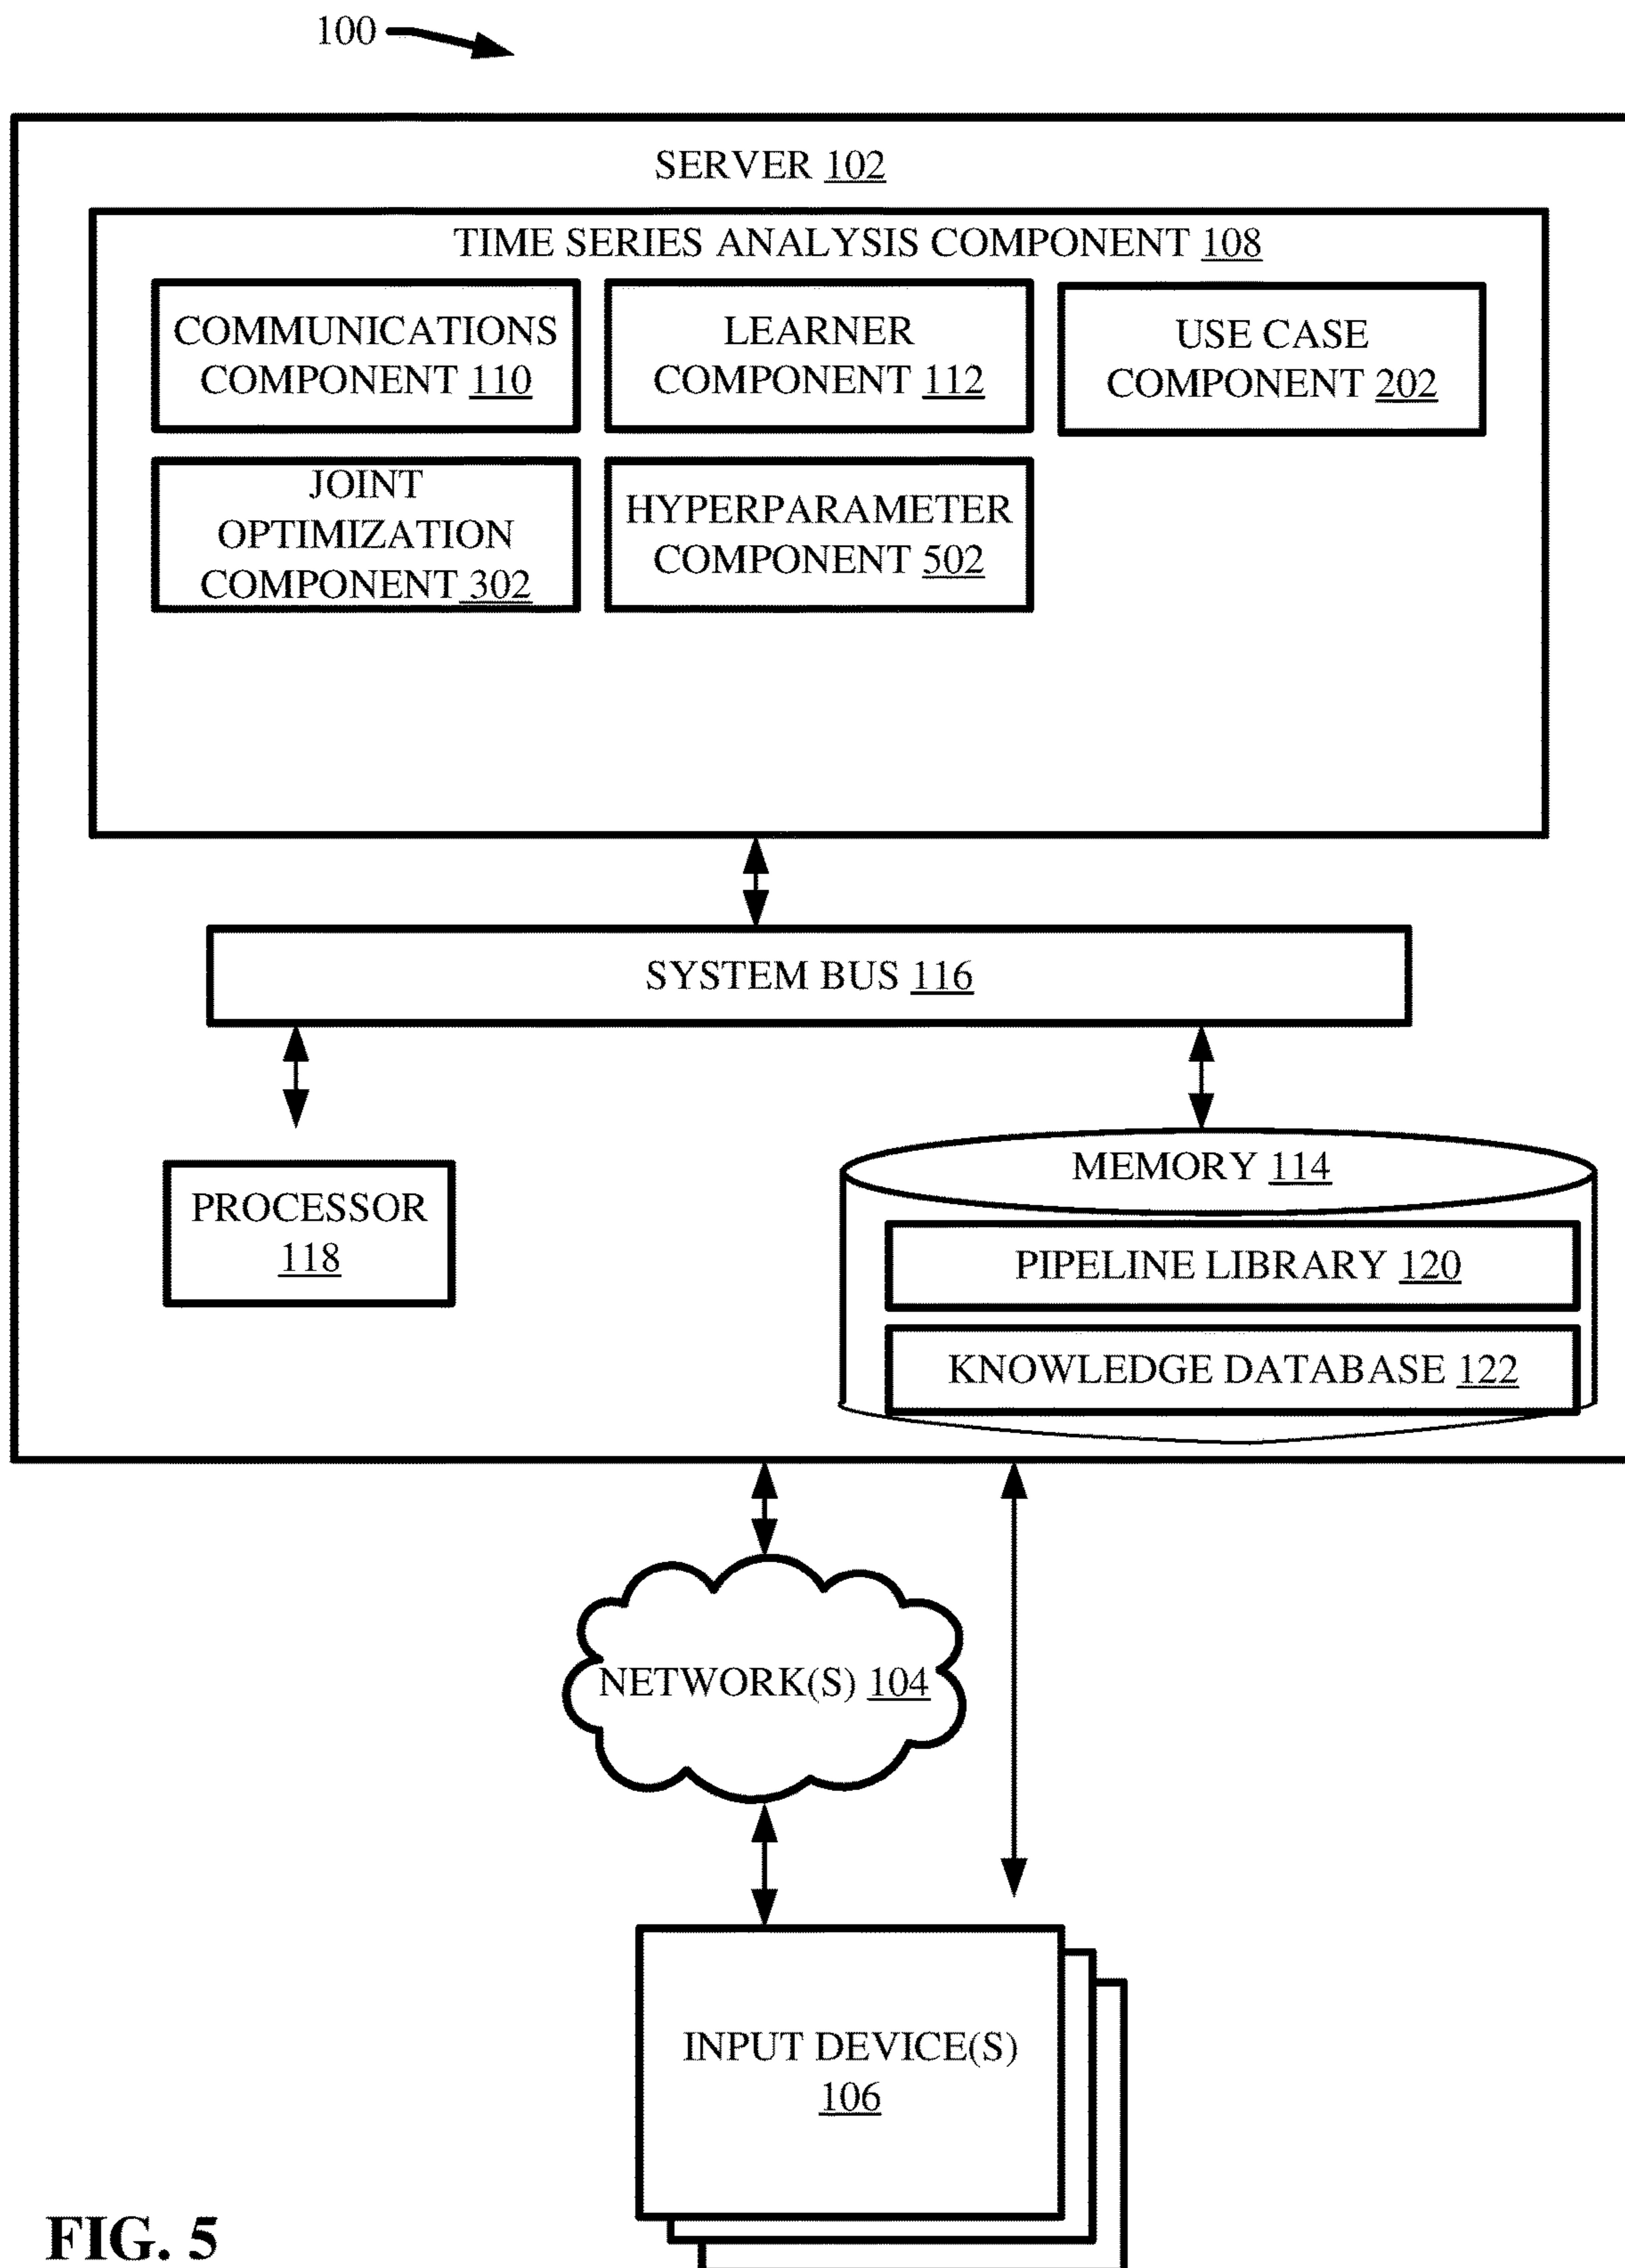 100
SERVER 102
TIME SERIES ANALYSIS COMPONENT 108
COMMUNICATIONS
COMPONENT 110
LEARNER
COMPONENT 112
USE CASE
COMPONENT 202
JOINT
OPTIMIZATION
COMPONENT 302
HYPERPARAMETER
COMPONENT 502
SYSTEM BUS 116
PROCESSOR
118
MEMORY 114
PIPELINE LIBRARY 120
KNOWLEDGE DATABASE 122
NETWORK(S) 104
INPUT DEVICE(S)
106
FIG. 5